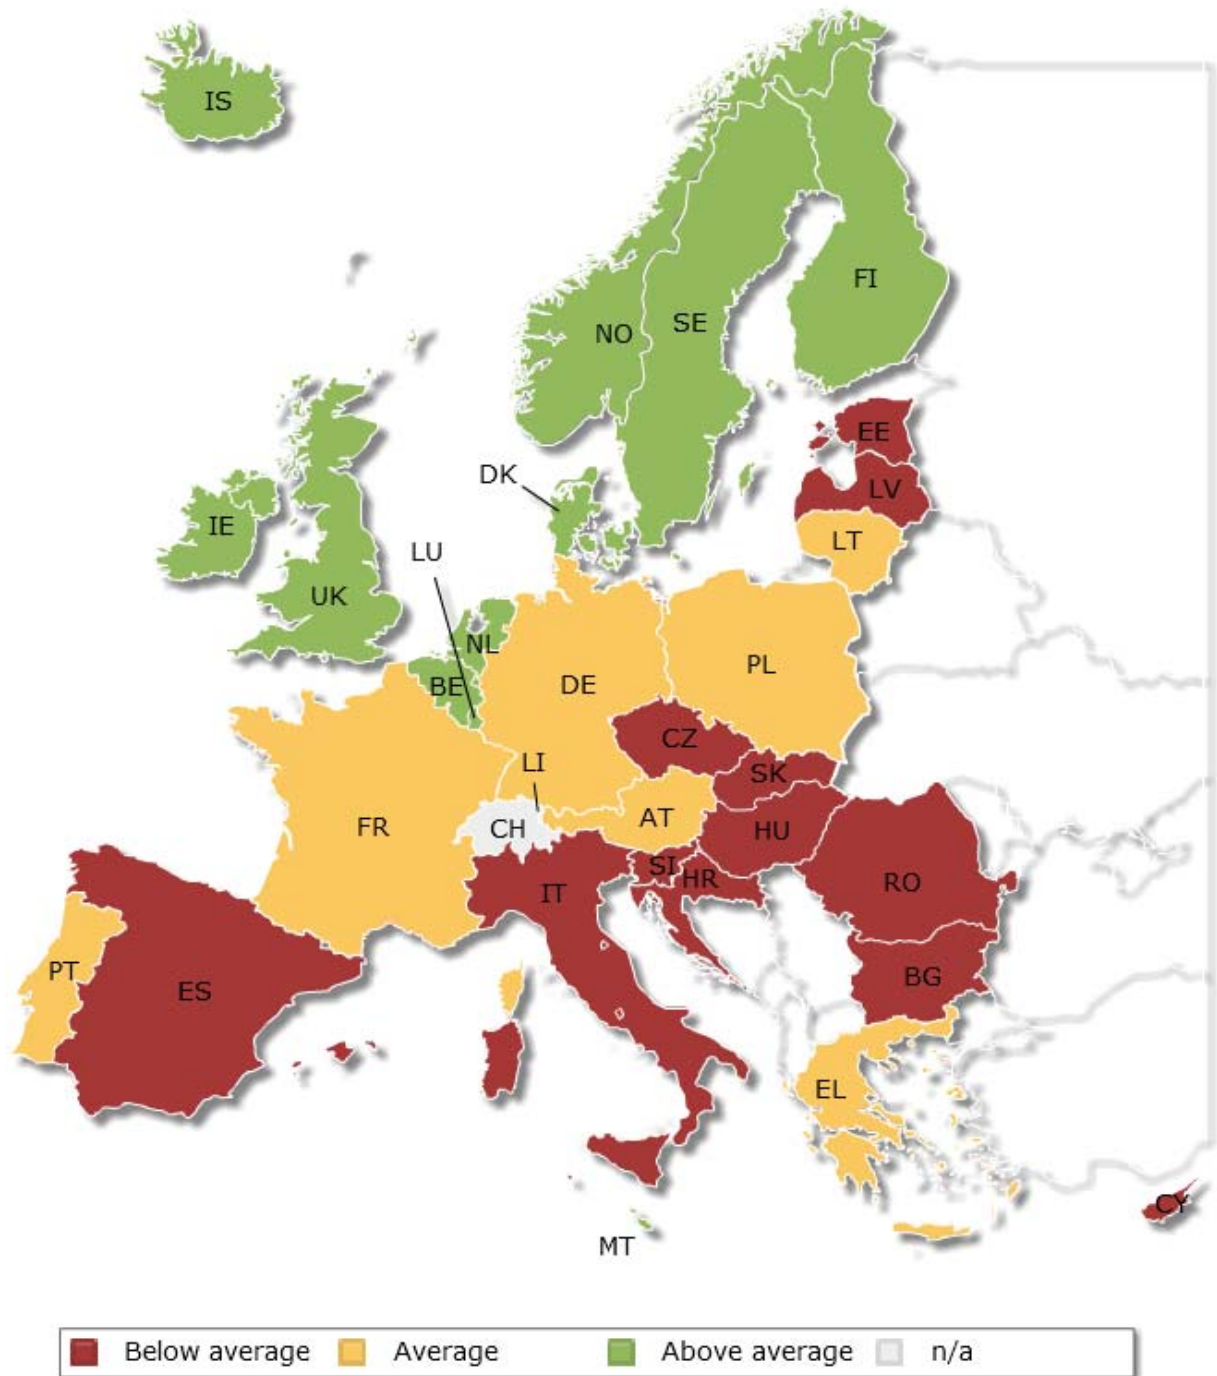 IS
FI
SE
NO
EE
DK
LV
IE
LT
LU
UK
NL
PL
DE
BE
CZ
LI
SK
AT
FR
CH
HU
SI
HR
RO
IT
PT
BG
ES
EL
CY
MT
Below average Average Above average n/a